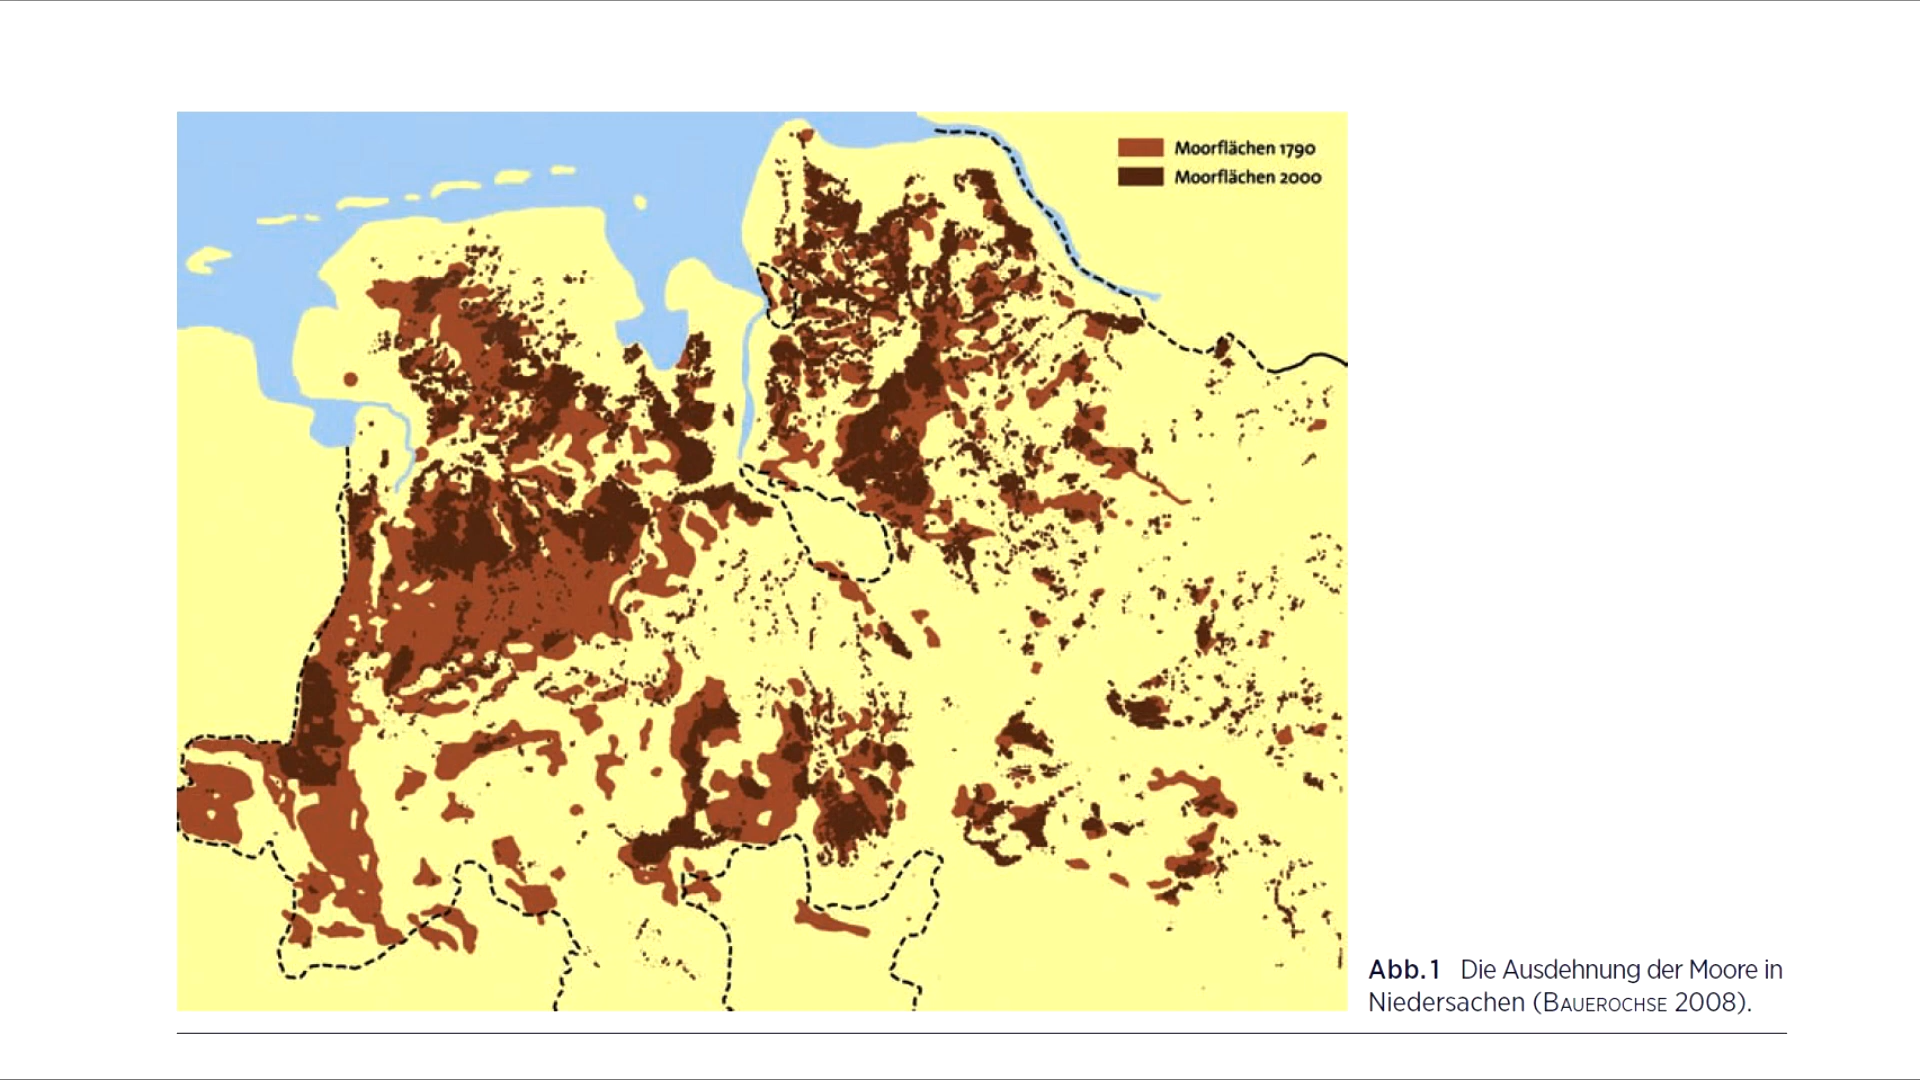 Moorflächen 1790
Moorflächen 2000
Abb.1 Die Ausdehnung der Moore in
Niedersachen (BAUEROCHSE 2008).